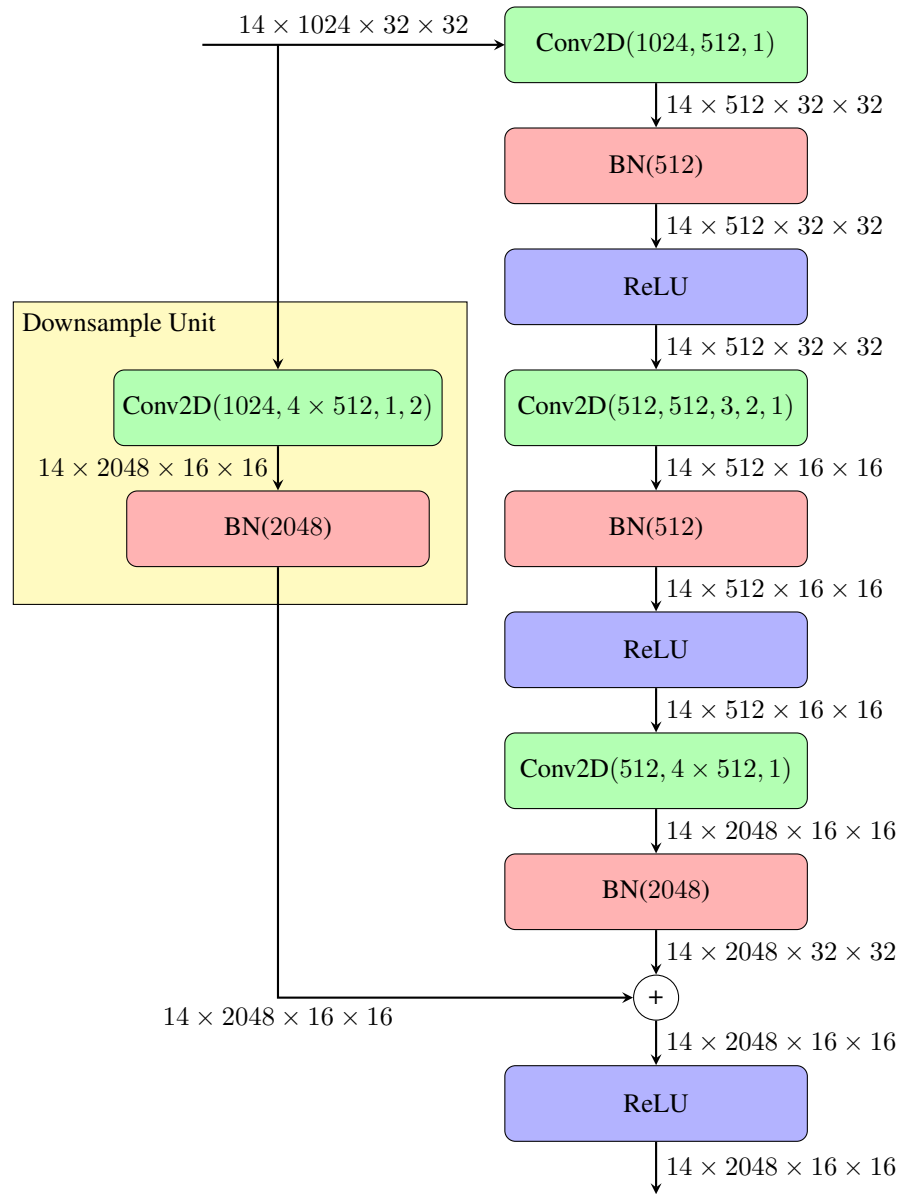 14 × 1024 × 32 × 32
Conv2D(1024, 512, 1)
14 × 512 × 32 × 32
BN(512)
14 × 512 × 32 × 32
ReLU
14 × 512 × 32 × 32
Downsample Unit
Conv2D(1024, 4 × 512, 1, 2)
14 × 2048 × 16 × 16
BN(2048)
Conv2D(512, 512, 3, 2, 1)
14 × 512 × 16 × 16
BN(512)
14 × 512 × 16 × 16
ReLU
14 × 512 × 16 × 16
Conv2D(512, 4 × 512, 1)
14 × 2048 × 16 × 16
BN(2048)
14 × 2048 × 32 × 32
+
14 × 2048 × 16 × 16
14 × 2048 × 16 × 16
ReLU
14 × 2048 × 16 × 16